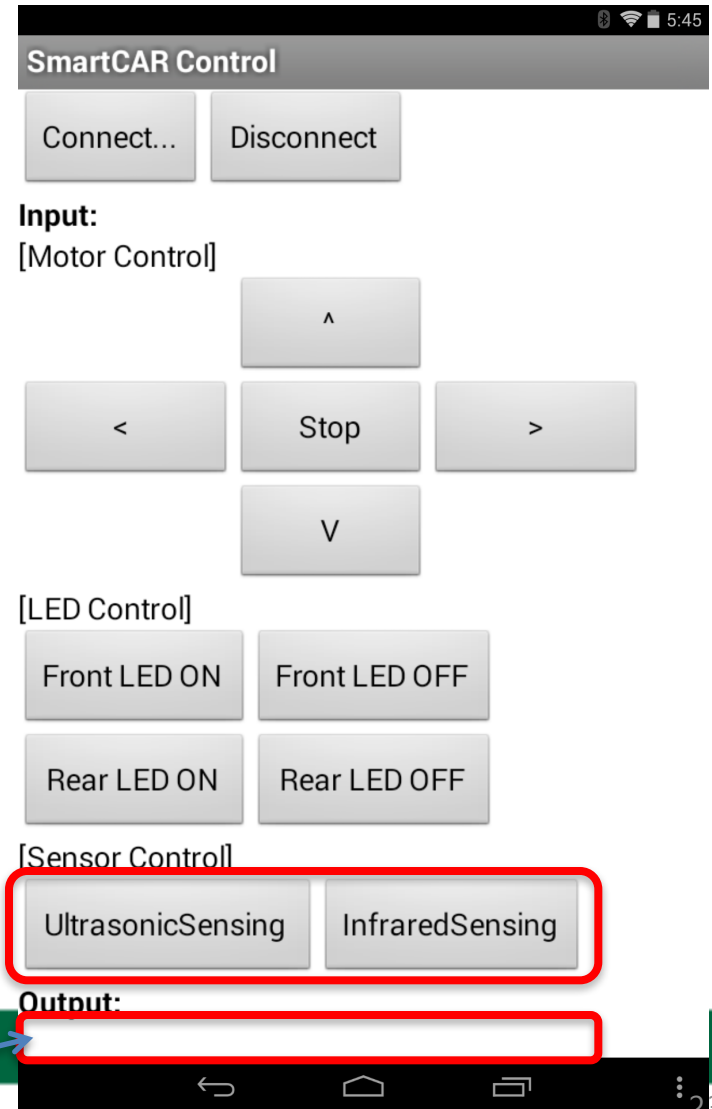 5:45
SmartCAR Control
Connect... Disconnect
Input:
[Motor Control]
^
< Stop >
V
[LED Control]
Front LED ON Front LED OFF
Rear LED ON Rear LED OFF
[Sensor Control]
UltrasonicSensing InfraredSensing
Output: